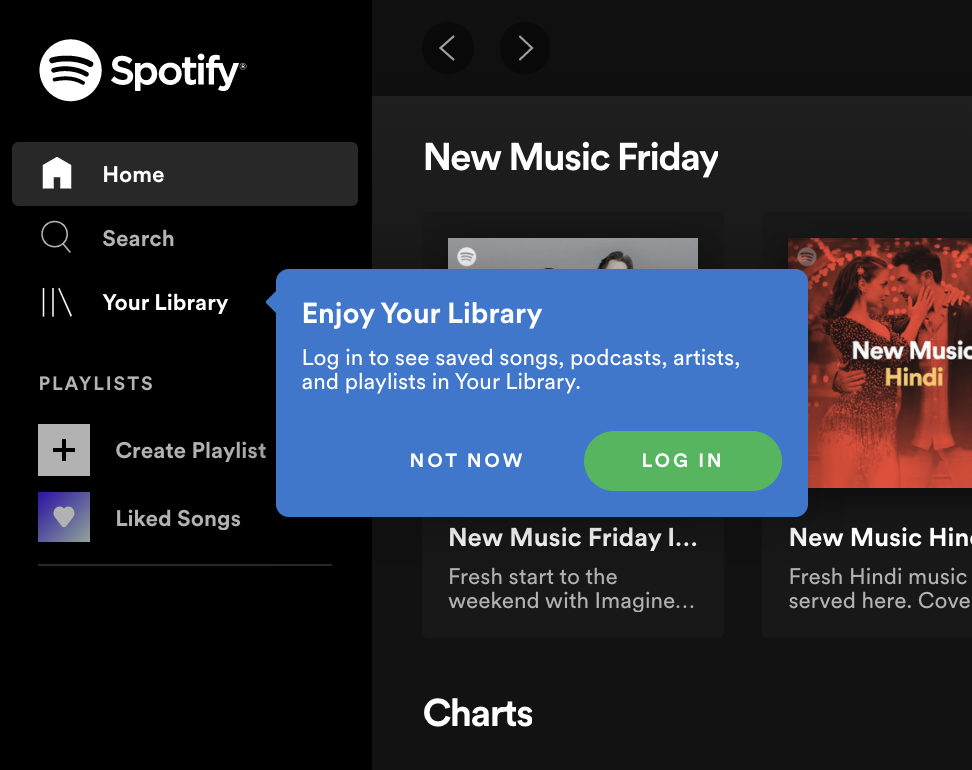 Spotify®
Home
Search
Your Library
PLAYLISTS
Create Playlist
Liked Songs
New Music Friday
Enjoy Your Library
Log in to see saved songs, podcasts, artists,
and playlists in Your Library.
NOT NOW
LOG IN
New Music
Hindi
New Music Friday I...
Fresh start to the
weekend with Imagine...
New Music Hin
Fresh Hindi music
served here. Cove
Charts